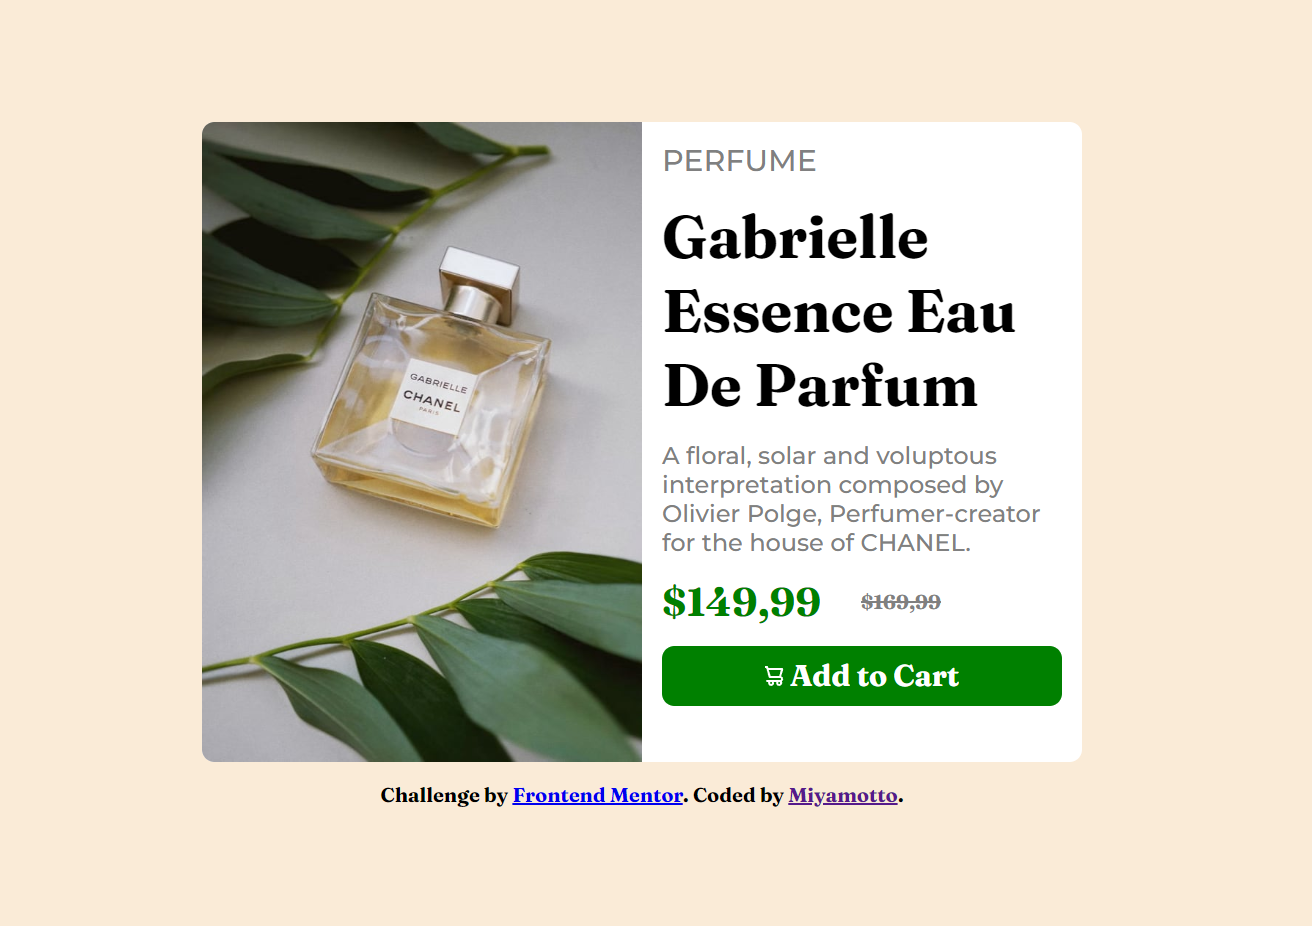 GABRIELLE
CHANEL
PARIS
PERFUME
Gabrielle
Essence Eau
De Parfum
A floral, solar and voluptous
interpretation composed by
Olivier Polge, Perfumer-creator
for the house of CHANEL.
$149,99 $169,99
Add to Cart
Challenge by Frontend Mentor. Coded by Miyamotto.